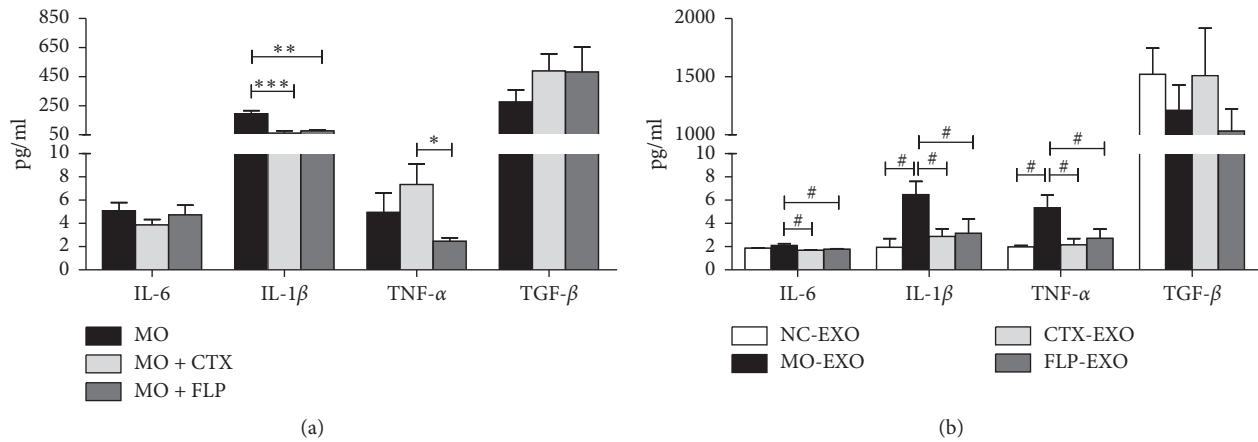 850
650
450
250
50
10
8
6
4
2
0
pg/ml
**
***
*
IL-6 IL-1β TNF-α TGF-β
MO
MO + CTX
MO + FLP
(a)
2000
1500
1000
10
8
6
4
2
0
pg/ml
#
#
#
#
#
#
#
#
IL-6 IL-1β TNF-α TGF-β
NC-EXO CTX-EXO
MO-EXO FLP-EXO
(b)